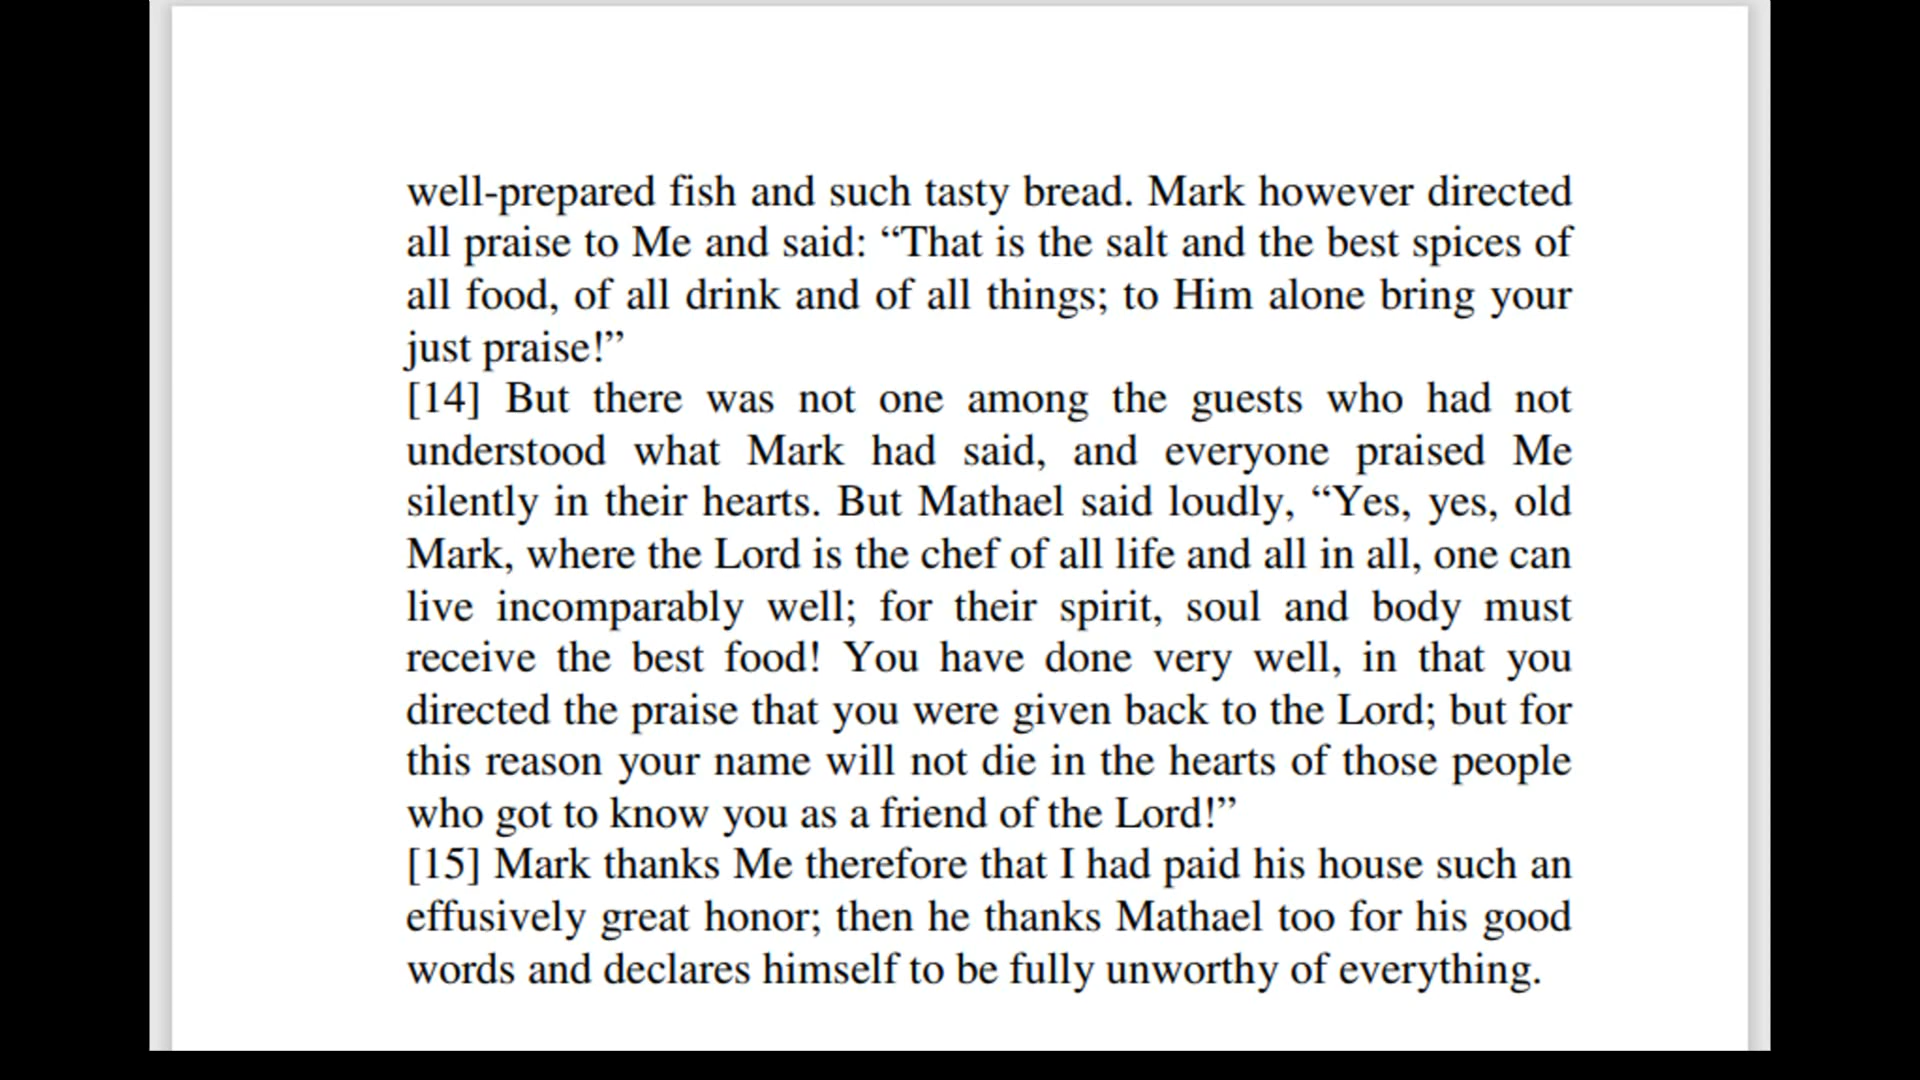 well-prepared fish and such tasty bread. Mark however directed
all praise to Me and said: “That is the salt and the best spices of
all food, of all drink and of all things; to Him alone bring your
just praise!”
[14] But there was not one among the guests who had not
understood what Mark had said, and everyone praised Me
silently in their hearts. But Mathael said loudly, “Yes, yes, old
Mark, where the Lord is the chef of all life and all in all, one can
live incomparably well; for their spirit, soul and body must
receive the best food! You have done very well, in that you
directed the praise that you were given back to the Lord; but for
this reason your name will not die in the hearts of those people
who got to know you as a friend of the Lord!”
[15] Mark thanks Me therefore that I had paid his house such an
effusively great honor; then he thanks Mathael too for his good
words and declares himself to be fully unworthy of everything.